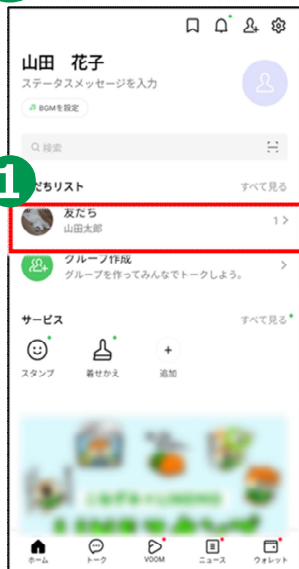 山田 花子
ステータスメッセージを入力
BGMを設定
検索
1
だちリスト
すべて見る
友だち
山田太郎
1
グループ作成
グループを作ってみんなでトークしよう。
サービス
すべて見る
スタンプ
着せかえ
追加
ホーム
トーク
VOOM
ニュース
ウォレット